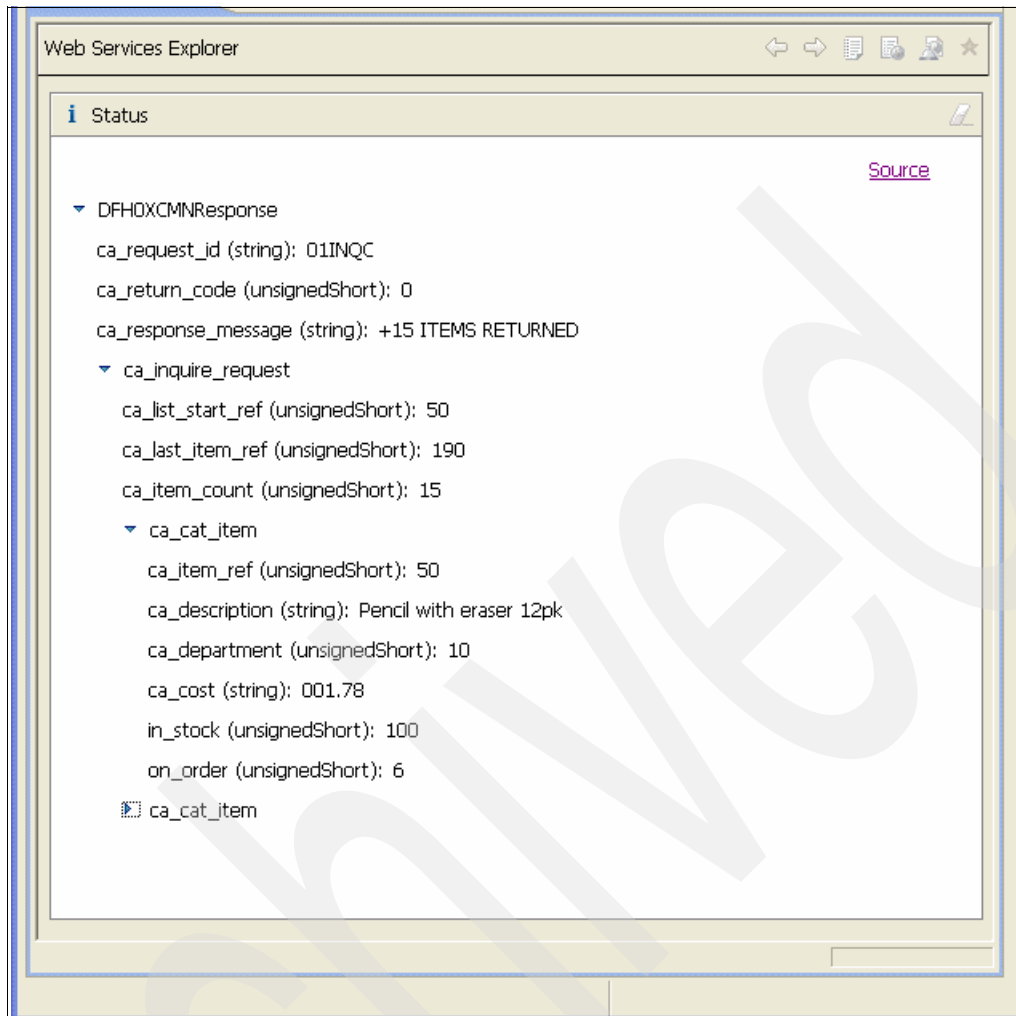 Web Services Explorer
Status
Source
DFH0XCMNResponse
ca_request_id (string): 01INQC
ca_return_code (unsignedShort): 0
ca_response_message (string): +15 ITEMS RETURNED
ca_inquire_request
ca_list_start_ref (unsignedShort): 50
ca_last_item_ref (unsignedShort): 190
ca_item_count (unsignedShort): 15
ca_cat_item
ca_item_ref (unsignedShort): 50
ca_description (string): Pencil with eraser 12pk
ca_department (unsignedShort): 10
ca_cost (string): 001.78
in_stock (unsignedShort): 100
on_order (unsignedShort): 6
ca_cat_item